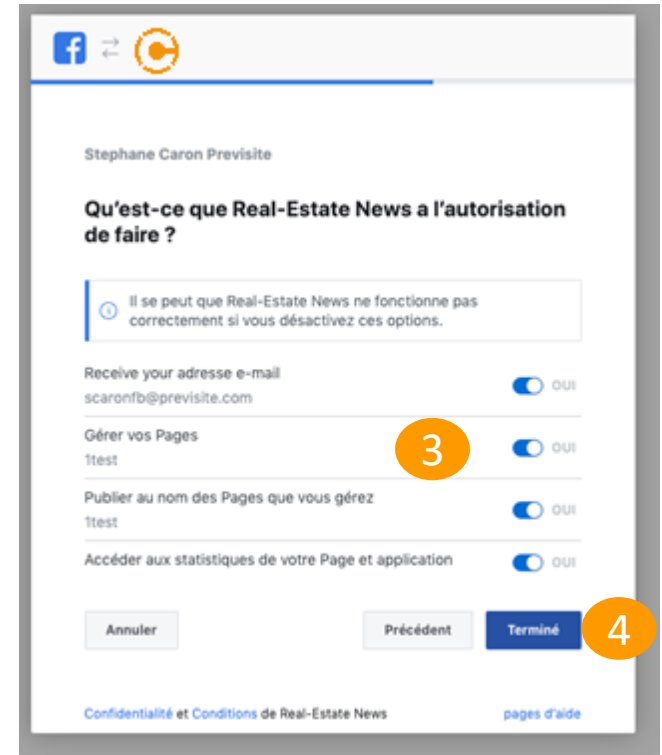 Stephane Caron Previsite
Qu'est-ce que Real-Estate News a l'autorisation
de faire ?
Il se peut que Real-Estate News ne fonctionne pas
correctement si vous désactivez ces options.
Receive your adresse e-mail
scaronfb@previsite.com
OUI
Gérer vos Pages
1test
3
OUI
Publier au nom des Pages que vous gérez
1test
OUI
Accéder aux statistiques de votre Page et application
OUI
Annuler
Précédent
Terminé
4
Confidentialité et Conditions de Real-Estate News
pages d'aide